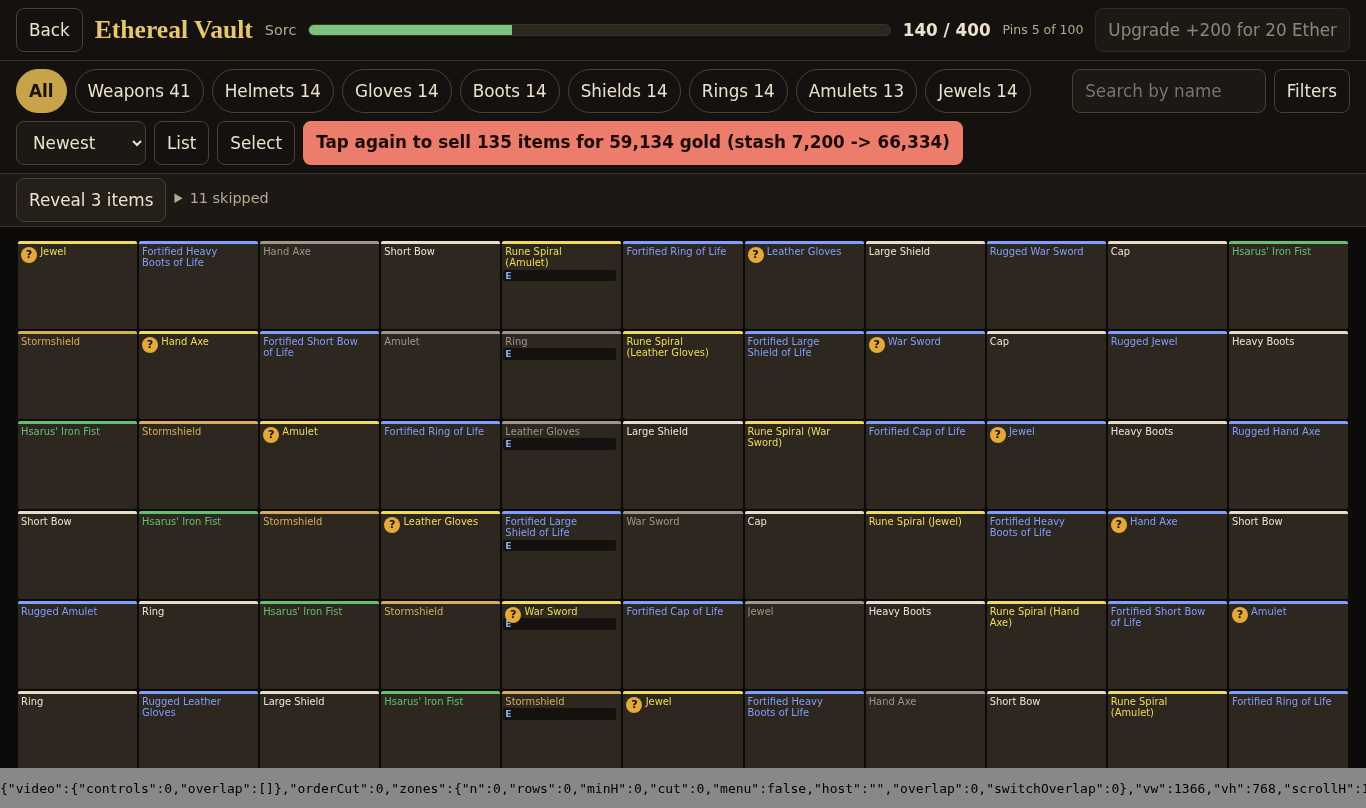 Back Ethereal Vault Sorc 140 / 400 Pins 5 of 100 Upgrade +200 for 20 Ether
All Weapons 41 Helmets 14 Gloves 14 Boots 14 Shields 14 Rings 14 Amulets 13 Jewels 14 Search by name Filters
Newest List Select Tap again to sell 135 items for 59,134 gold (stash 7,200 -> 66,334)
Reveal 3 items ▶ 11 skipped
? Jewel
Fortified Heavy
Boots of Life
Hand Axe
Short Bow
Rune Spiral
(Amulet)
E
Fortified Ring of Life
? Leather Gloves
Large Shield
Rugged War Sword
Cap
Hsarus' Iron Fist
Stormshield
? Hand Axe
Fortified Short Bow
of Life
Amulet
Ring
E
Rune Spiral
(Leather Gloves)
Fortified Large
Shield of Life
? War Sword
Cap
Rugged Jewel
Heavy Boots
Hsarus' Iron Fist
Stormshield
? Amulet
Fortified Ring of Life
Leather Gloves
E
Large Shield
Rune Spiral (War
Sword)
Fortified Cap of Life
? Jewel
Heavy Boots
Rugged Hand Axe
Short Bow
Hsarus' Iron Fist
Stormshield
? Leather Gloves
Fortified Large
Shield of Life
E
War Sword
Cap
Rune Spiral (Jewel)
Fortified Heavy
Boots of Life
? Hand Axe
Short Bow
Rugged Amulet
Ring
Hsarus' Iron Fist
Stormshield
? War Sword
E
Fortified Cap of Life
Jewel
Heavy Boots
Rune Spiral (Hand
Axe)
Fortified Short Bow
of Life
? Amulet
Ring
Rugged Leather
Gloves
Large Shield
Hsarus' Iron Fist
Stormshield
E
? Jewel
Fortified Heavy
Boots of Life
Hand Axe
Short Bow
Rune Spiral
(Amulet)
Fortified Ring of Life
{"video":{"controls":0,"overlap":[]},"orderCut":0,"zones":{"n":0,"rows":0,"minH":0,"cut":0,"menu":false,"host":"","overlap":0,"switchOverlap":0},"vw":1366,"vh":768,"scrollH":